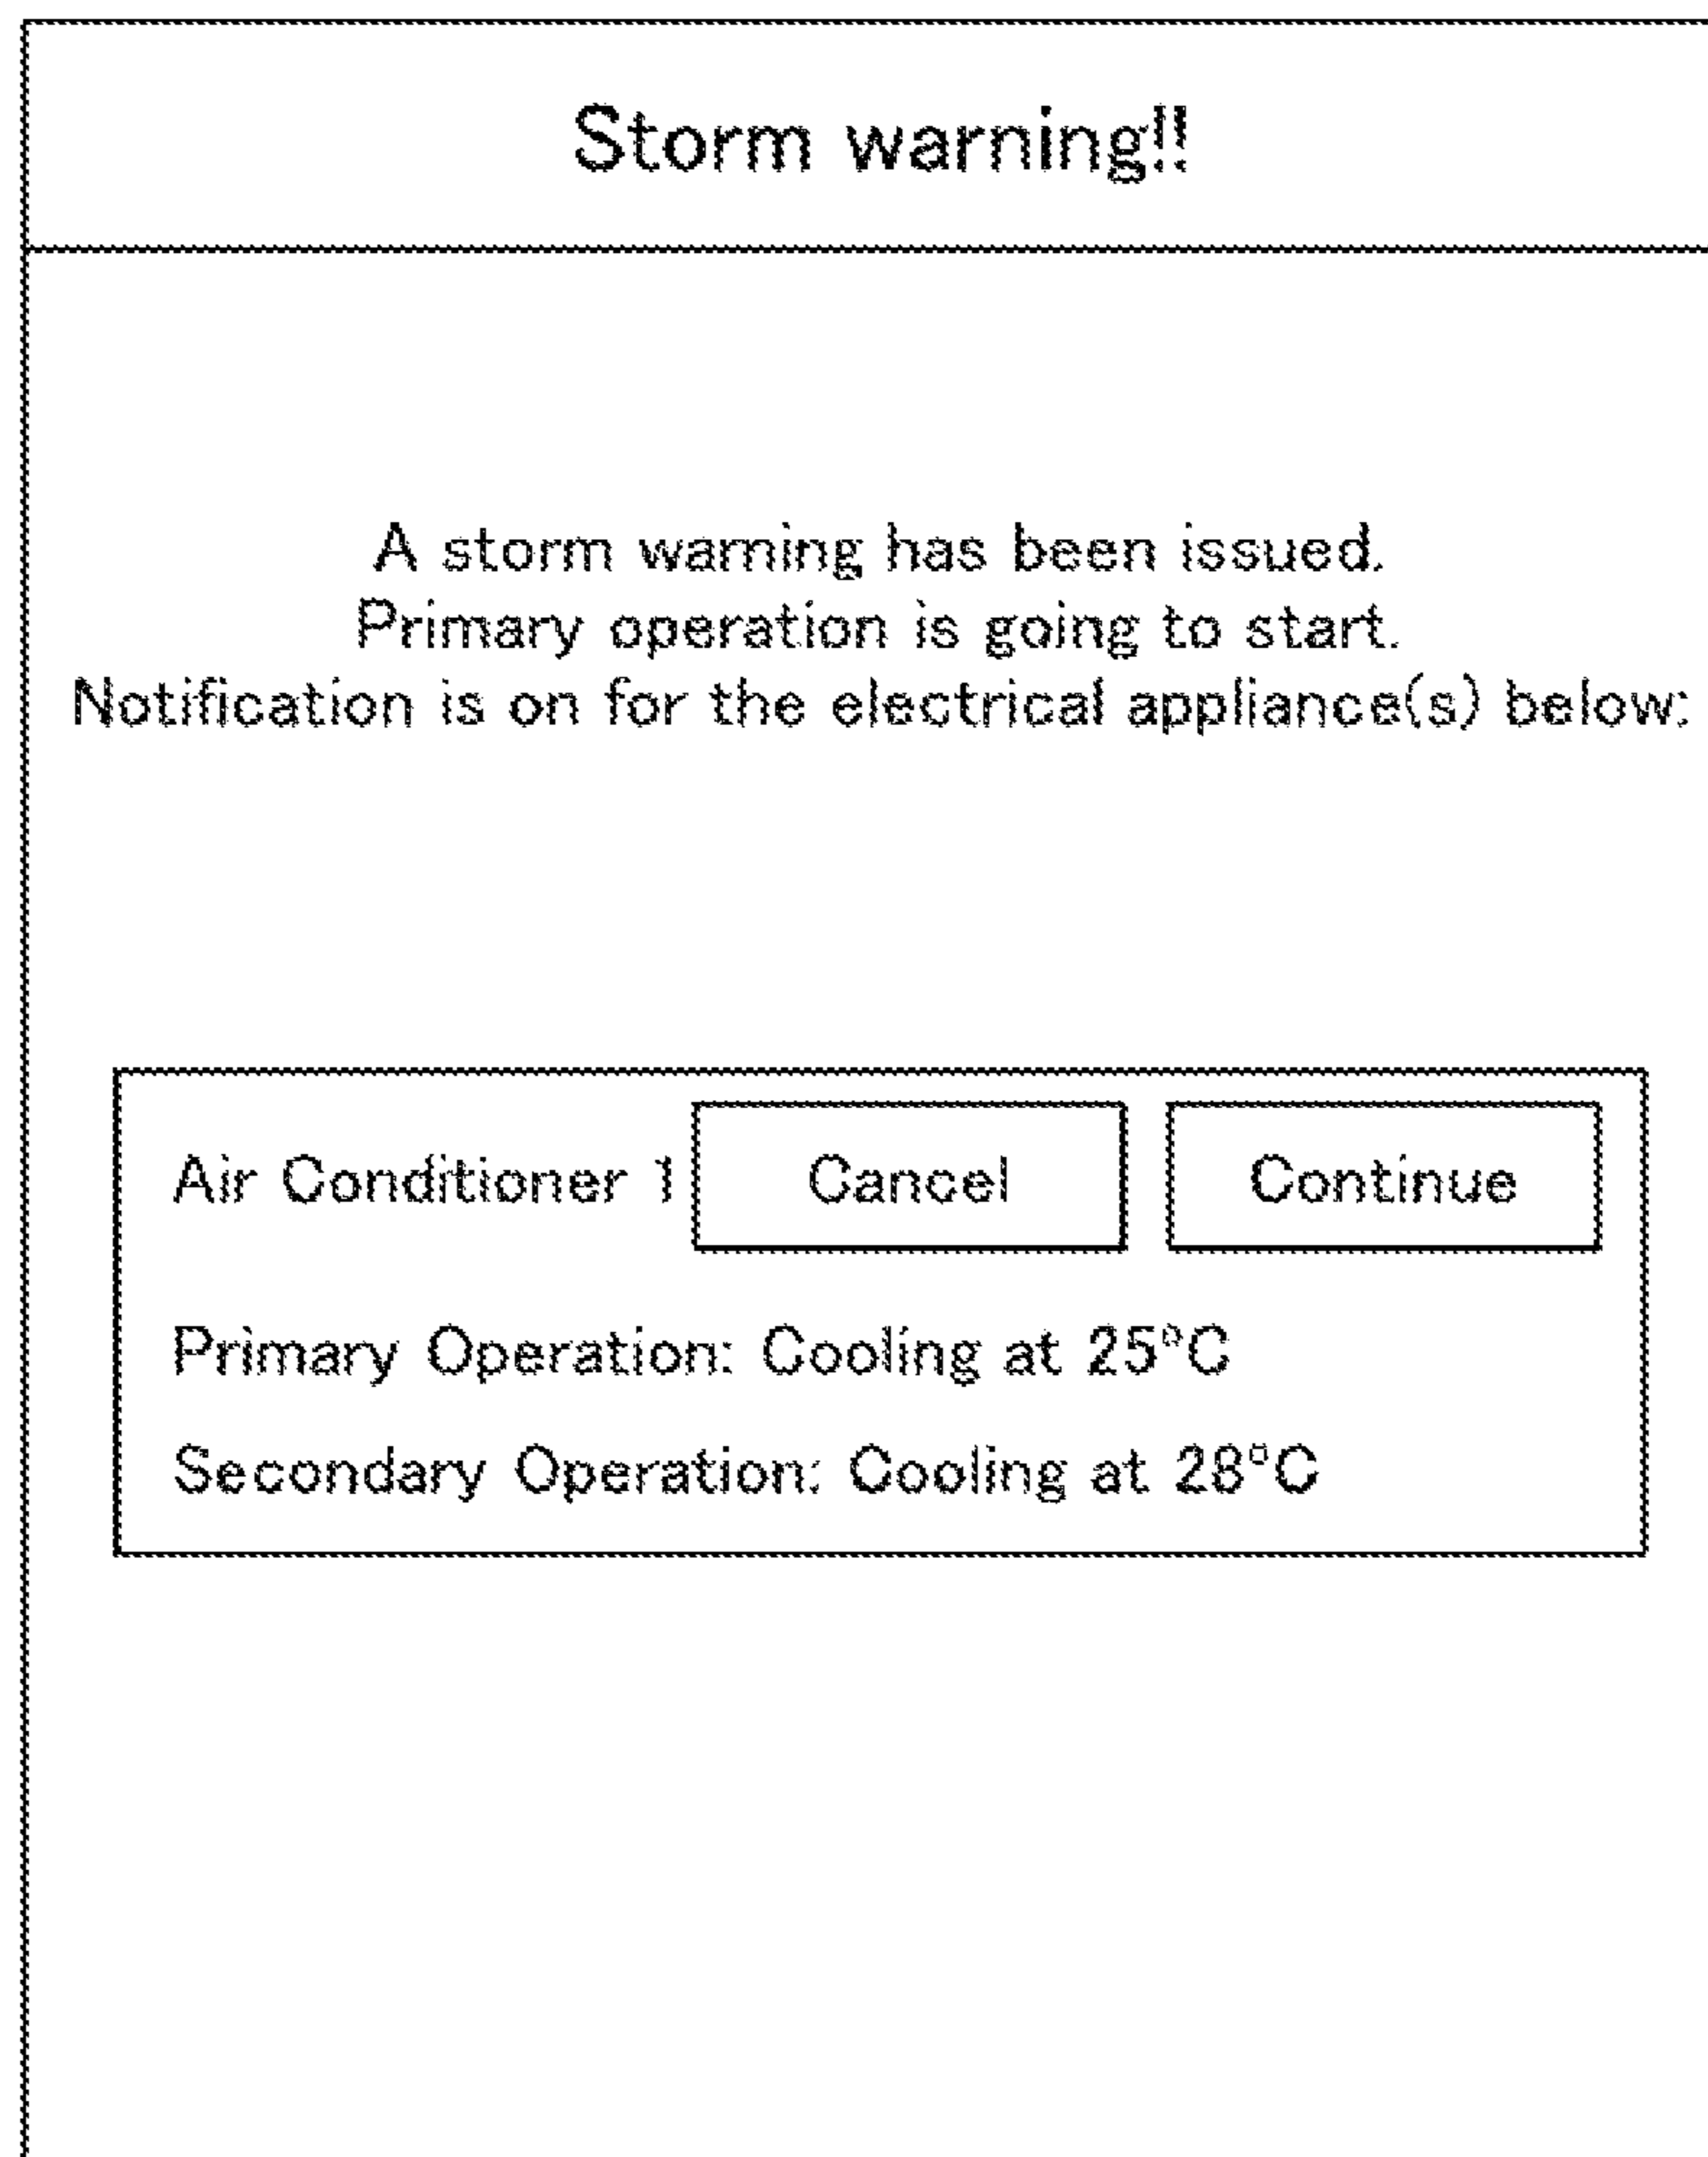 Storm warning!!
A storm warning has been issued.
Primary operation is going to start.
Notification is on for the electrical appliance(s) below:
Air Conditioner 1 Cancel Continue
Primary Operation: Cooling at 25°C
Secondary Operation: Cooling at 28°C